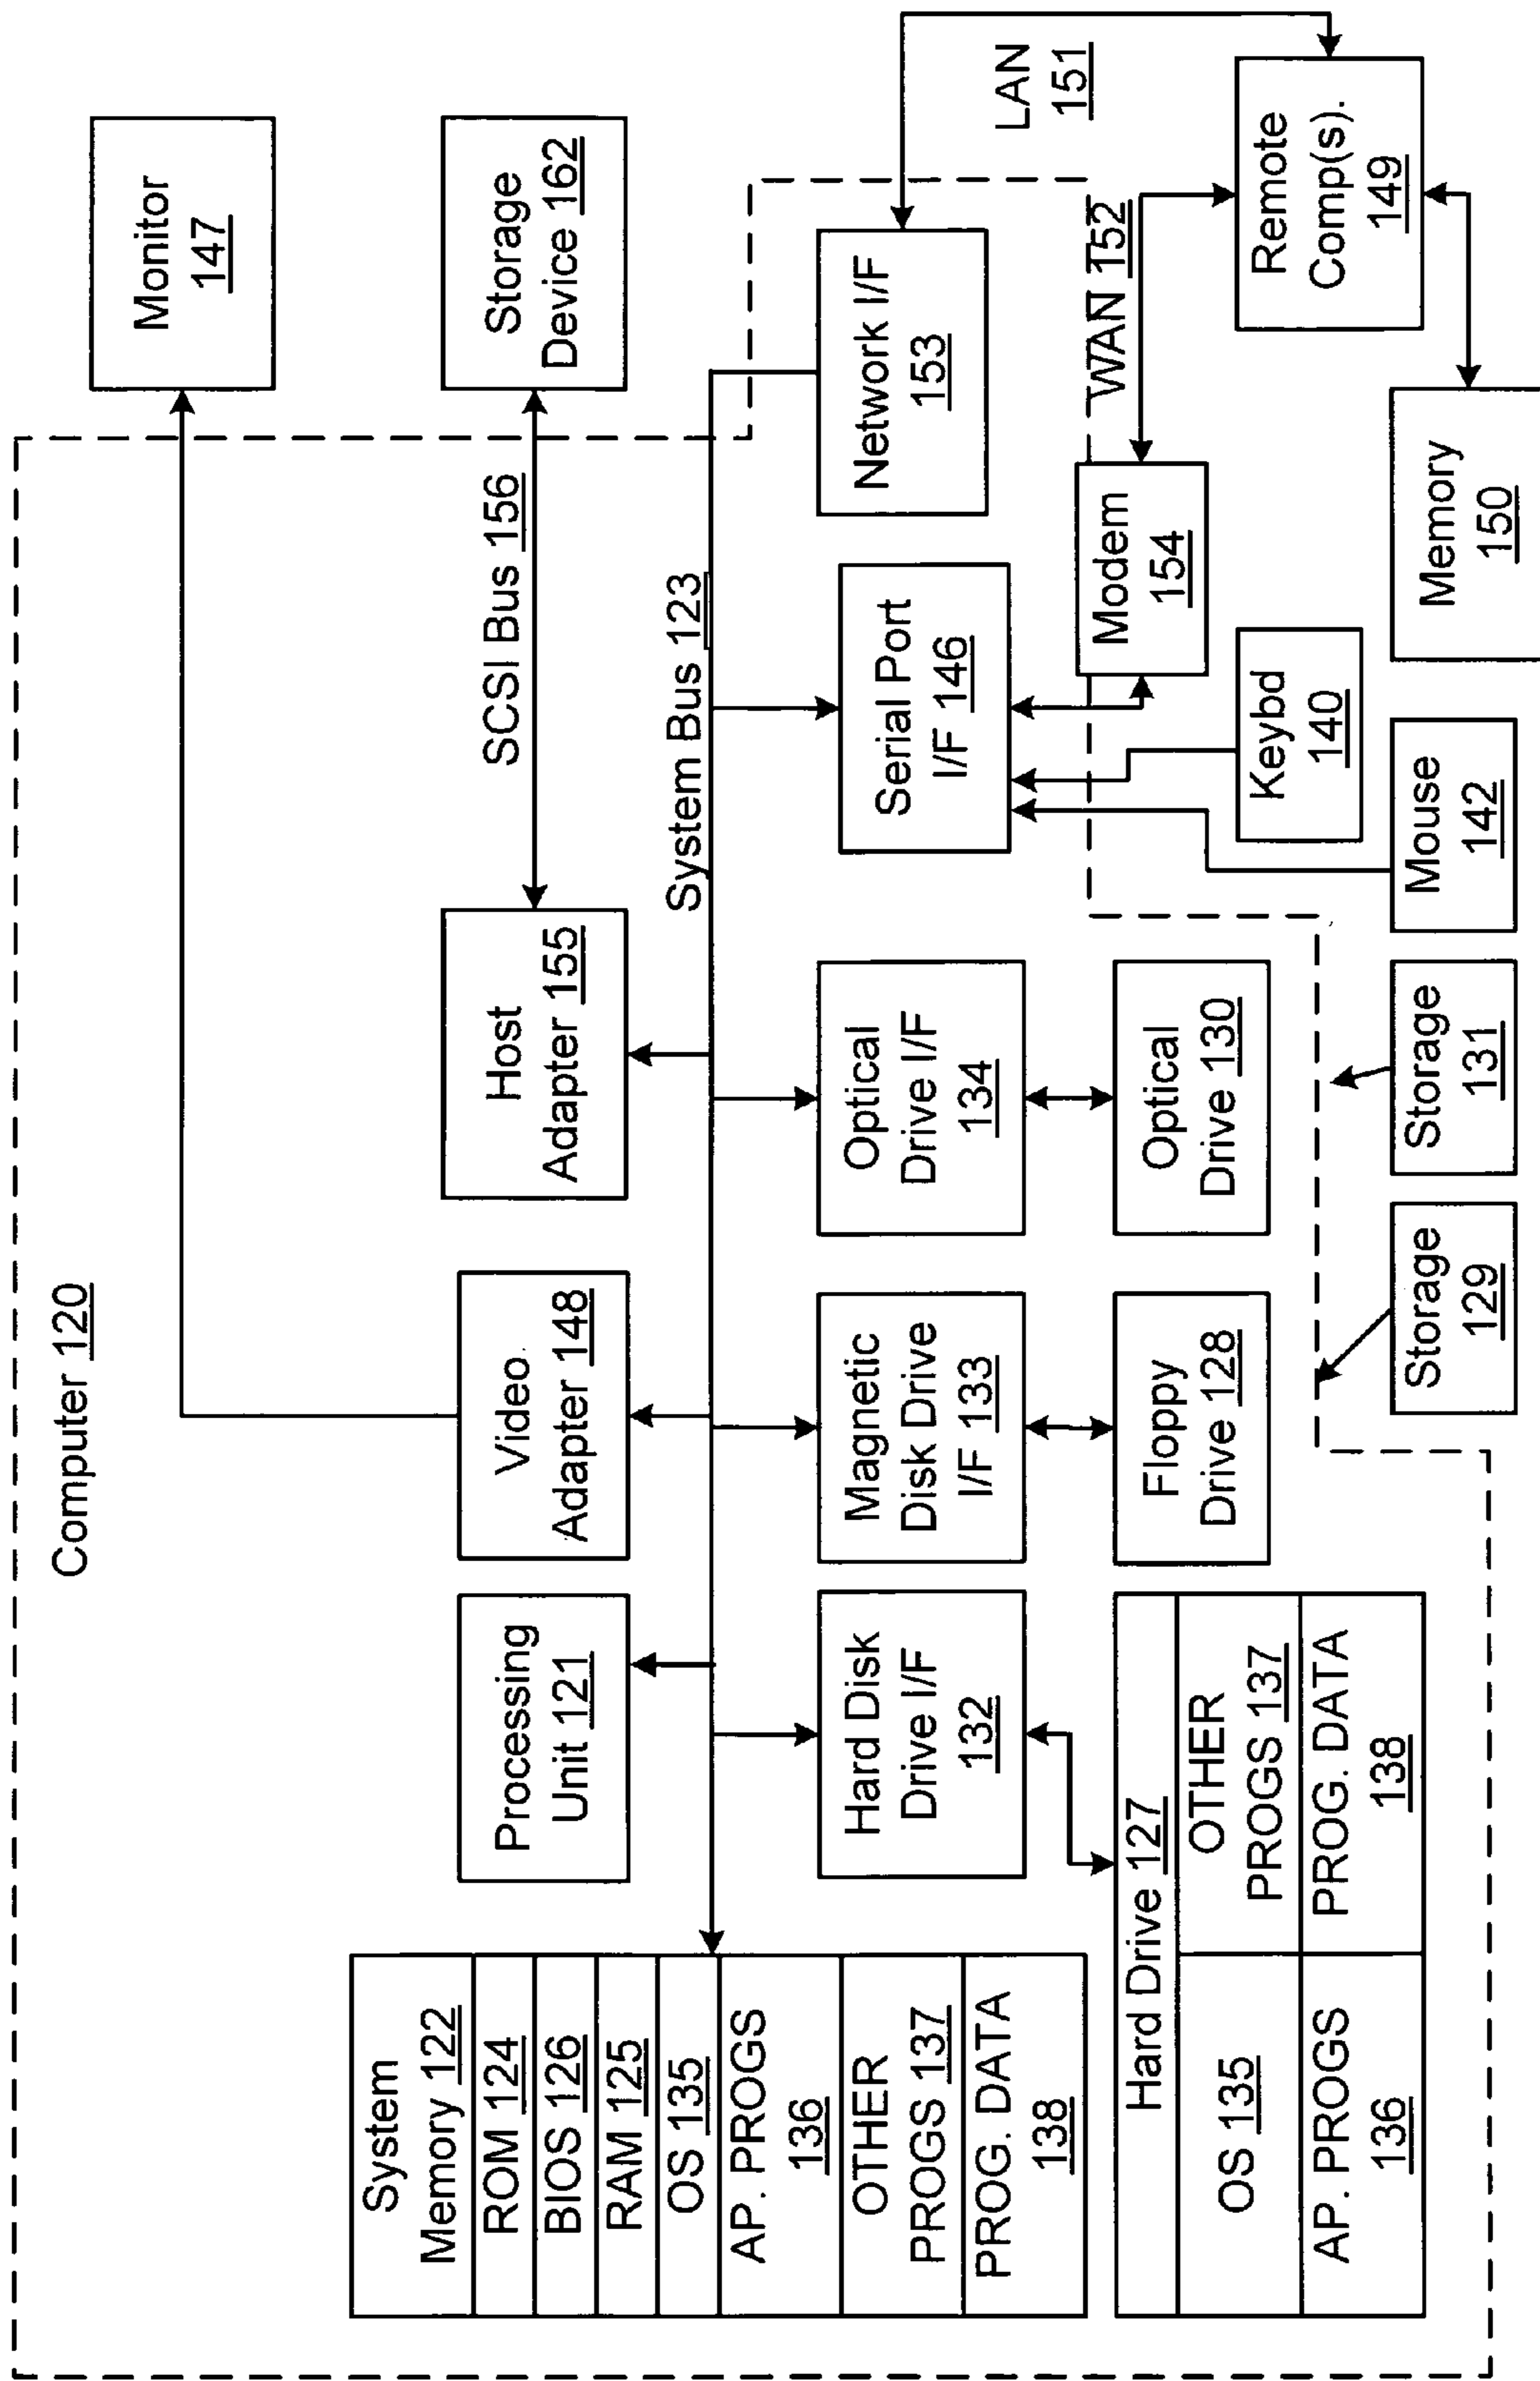 Computer 120
Monitor
147
System
Memory 122
ROM 124
BIOS 126
RAM 125
OS 135
AP. PROGS
136
OTHER
PROGS 137
PROG. DATA
138
Processing
Unit 121
Video
Adapter 148
Host
Adapter 155
SCSI Bus 156
Storage
Device 162
System Bus 123
Hard Disk
Drive I/F
132
Magnetic
Disk Drive
I/F 133
Optical
Drive I/F
134
Serial Port
I/F 146
Network I/F
153
LAN
151
Hard Drive 127
OS 135
OTHER
PROGS 137
AP. PROGS
136
PROG. DATA
138
Floppy
Drive 128
Optical
Drive 130
Modem
154
WAN 152
Keybd
140
Remote
Comp(s).
149
Storage
129
Storage
131
Mouse
142
Memory
150